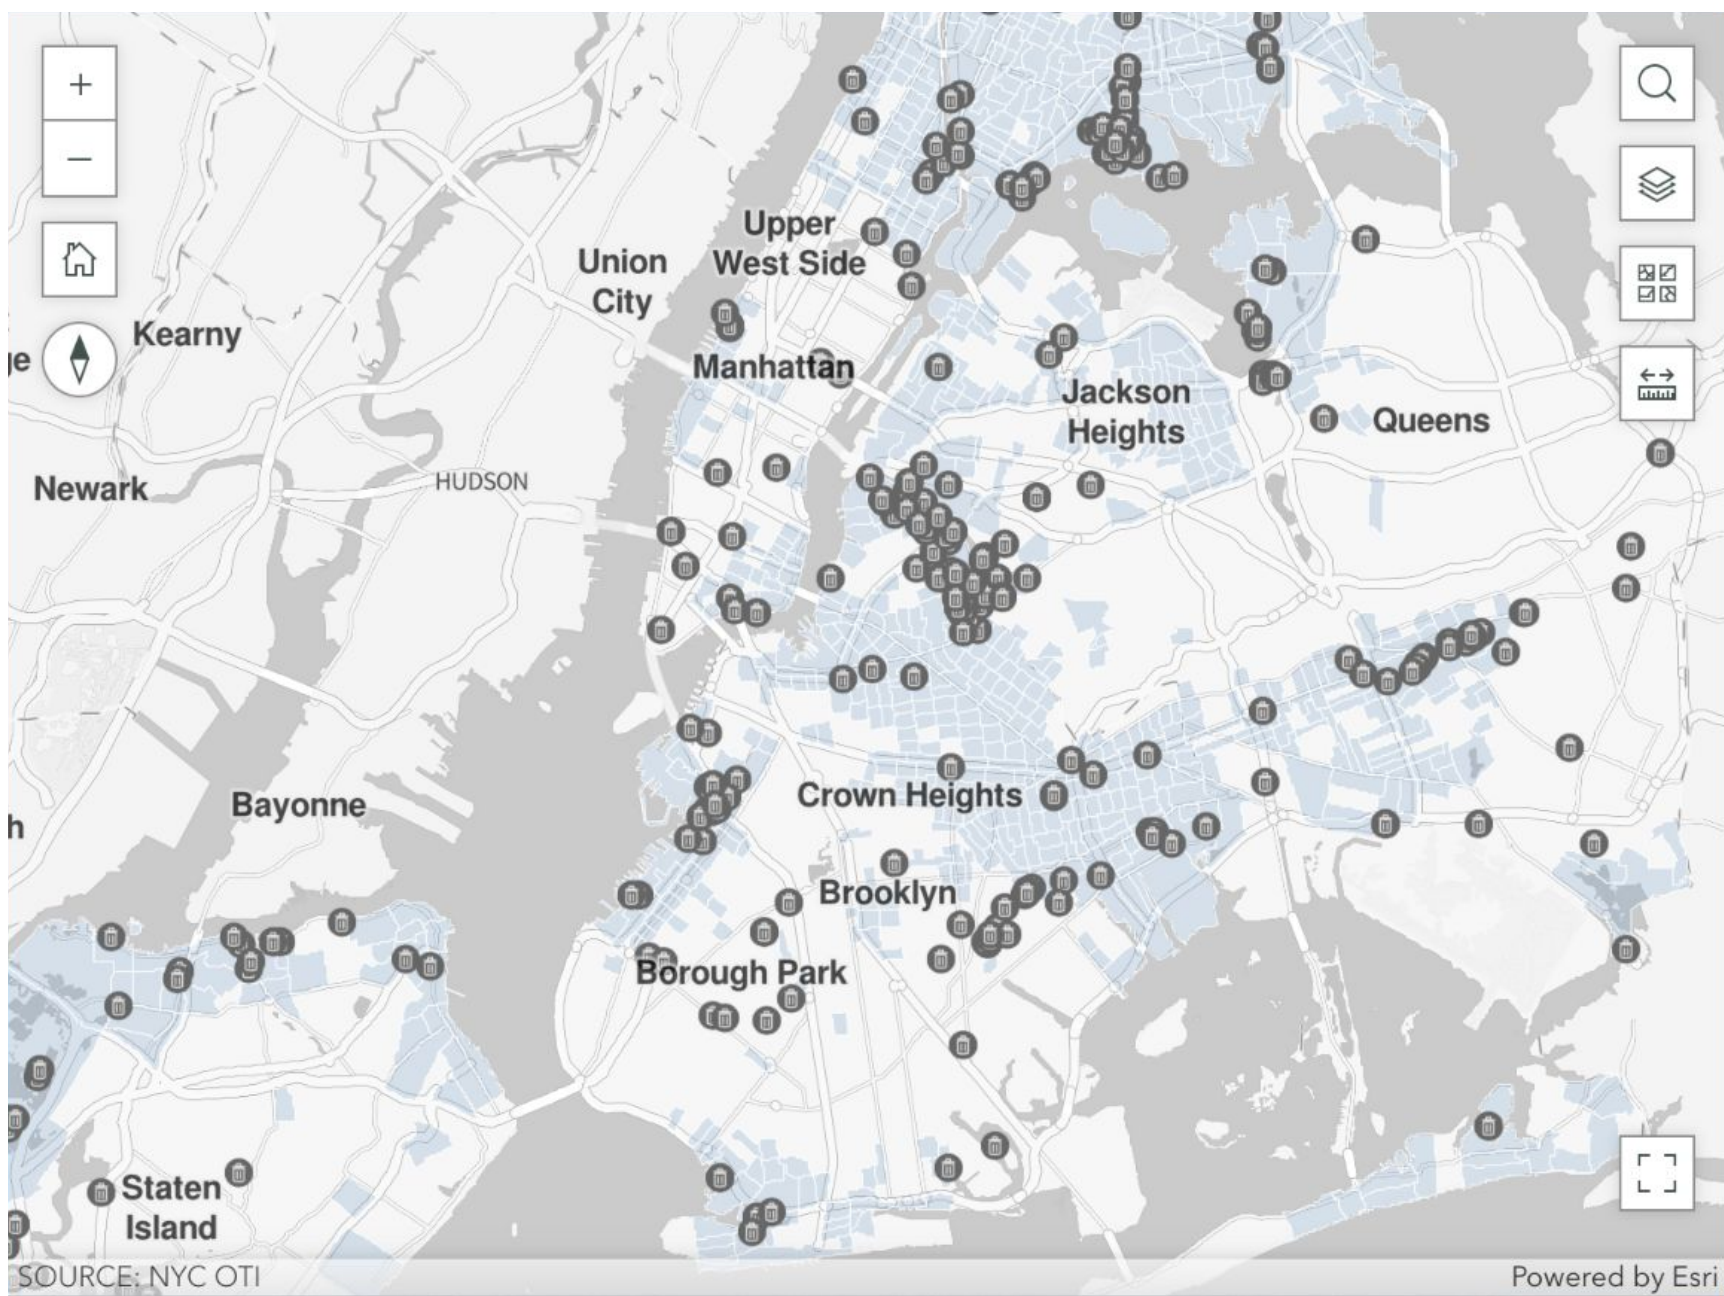 Upper
West Side
Union
City
Kearny
ge
Manhattan
Jackson
Heights
Queens
Newark
HUDSON
Crown Heights
Bayonne
h
Brooklyn
Borough Park
Staten
Island
SOURCE: NYC OTI
Powered by Esri